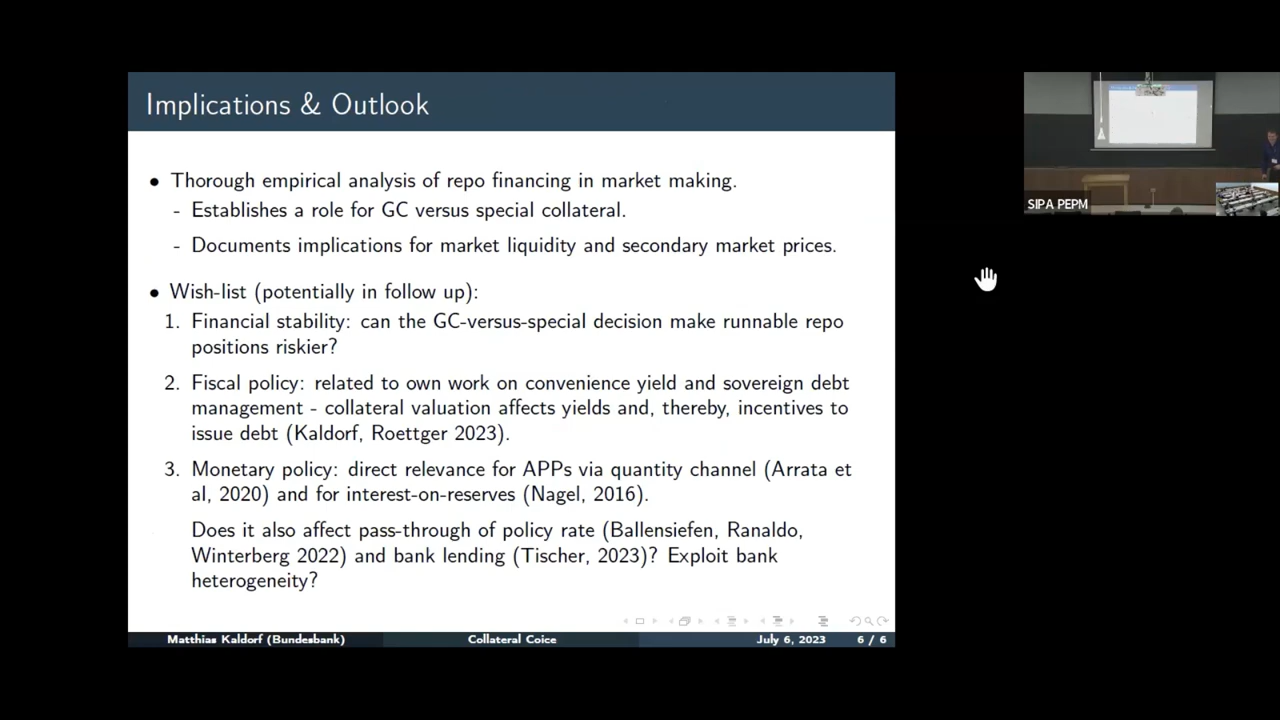 Implications & Outlook
• Thorough empirical analysis of repo financing in market making.
- Establishes a role for GC versus special collateral.
- Documents implications for market liquidity and secondary market prices.
• Wish-list (potentially in follow up):
1. Financial stability: can the GC-versus-special decision make runnable repo
positions riskier?
2. Fiscal policy: related to own work on convenience yield and sovereign debt
management - collateral valuation affects yields and, thereby, incentives to
issue debt (Kaldorf, Roettger 2023).
3. Monetary policy: direct relevance for APPs via quantity channel (Arrata et
al, 2020) and for interest-on-reserves (Nagel, 2016).
Does it also affect pass-through of policy rate (Ballensiefen, Ranaldo,
Winterberg 2022) and bank lending (Tischer, 2023)? Exploit bank
heterogeneity?
Matthias Kaldorf (Bundesbank) Collateral Coice July 6, 2023 6 / 6
SIPA PEPM